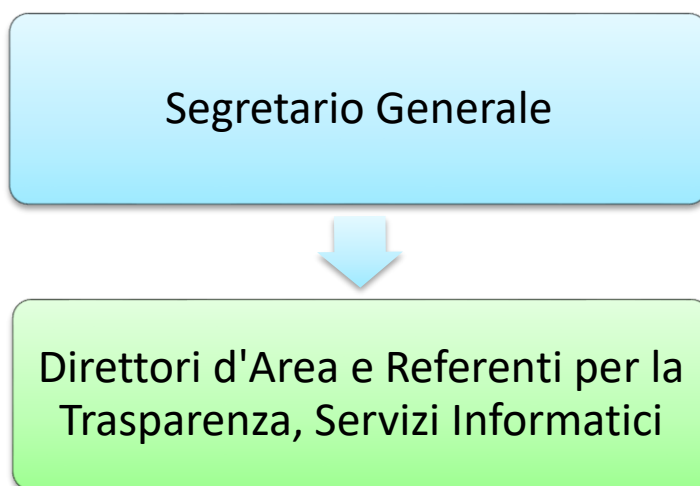 Segretario Generale
Direttori d'Area e Referenti per la
Trasparenza, Servizi Informatici